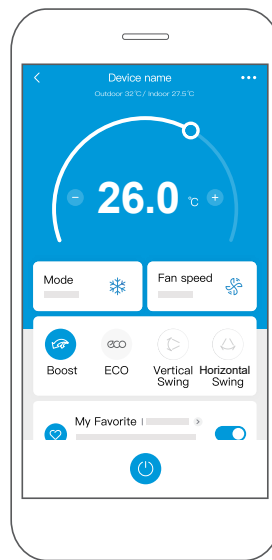 Device name
Outdoor 32℃ / Indoor 27.5℃
26.0 ℃
Mode
Fan speed
eco
Boost
ECO
Vertical
Swing
Horizontal
Swing
My Favorite |